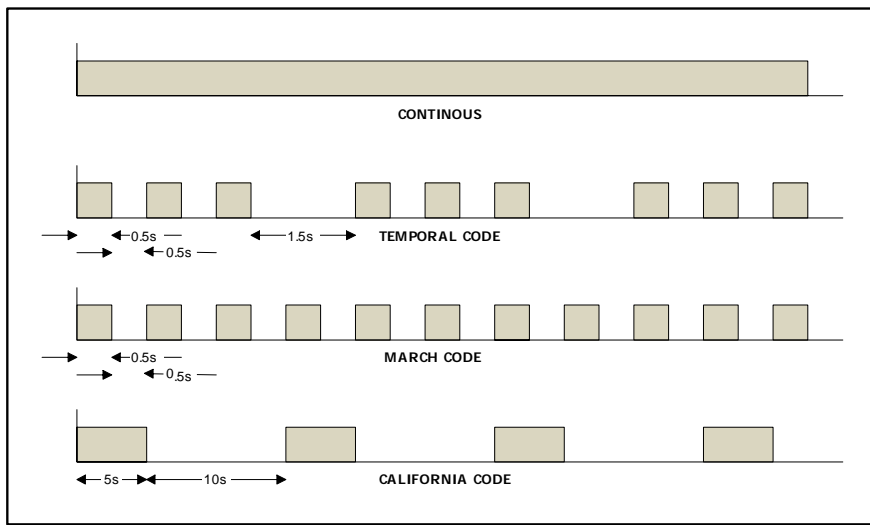 CONTINOUS
0.5s
1.5s
TEMPORAL CODE
0.5s
0.5s
MARCH CODE
0.5s
5s
10s
CALIFORNIA CODE